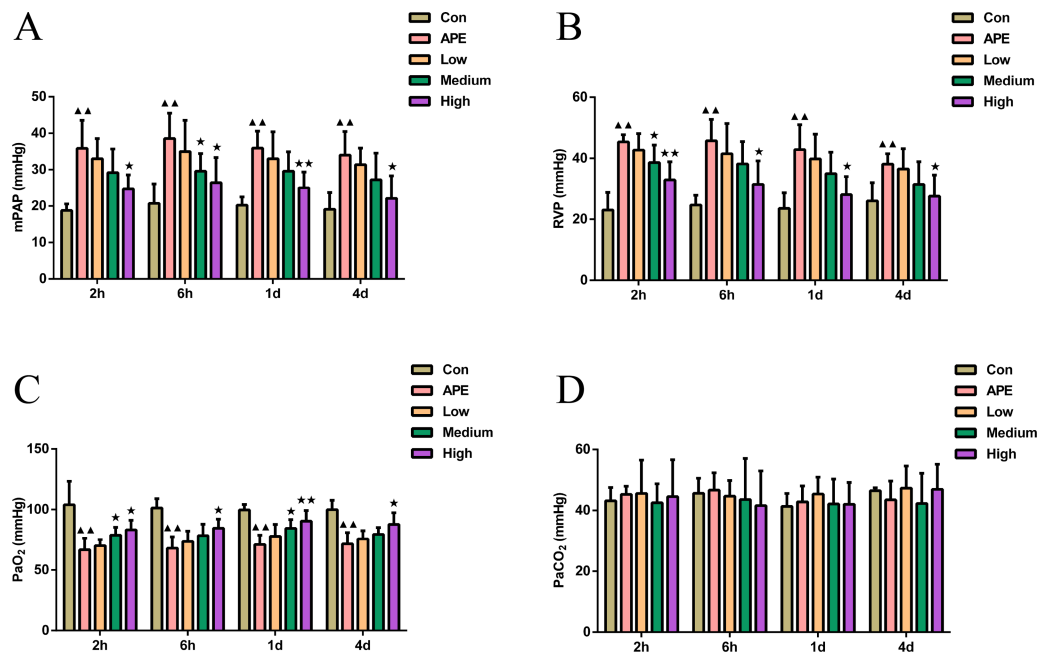 A
Con
APE
Low
Medium
High
mPAP (mmHg)
50
40
30
20
10
0
▲▲ ★
▲▲ ★ ★
▲▲ ★★
▲▲ ★
2h 6h 1d 4d
B
Con
APE
Low
Medium
High
RVP (mmHg)
60
40
20
0
▲▲ ★ ★★
▲▲ ★
▲▲ ★
▲▲ ★
2h 6h 1d 4d
C
Con
APE
Low
Medium
High
PaO₂ (mmHg)
150
100
50
0
▲▲ ★ ★
▲▲ ★
▲▲ ★ ★★
▲▲ ★
2h 6h 1d 4d
D
Con
APE
Low
Medium
High
PaCO₂ (mmHg)
60
40
20
0
2h 6h 1d 4d